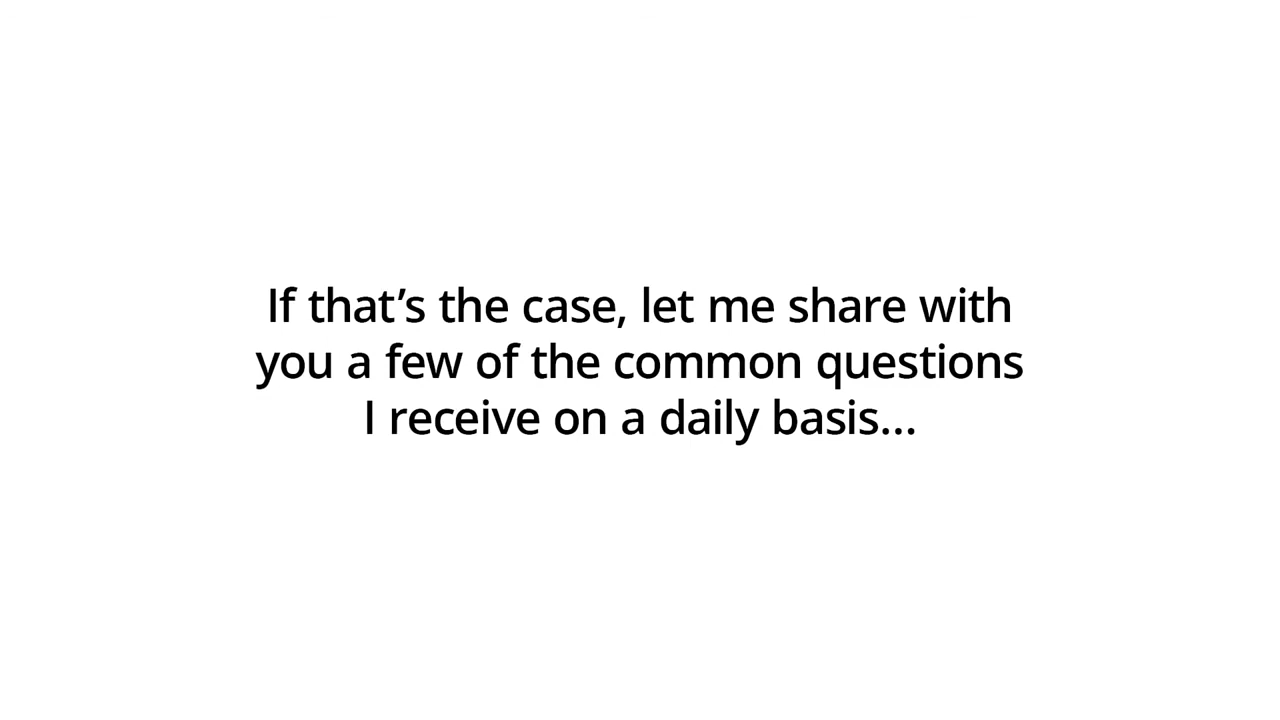 If that’s the case, let me share with
you a few of the common questions
I receive on a daily basis...